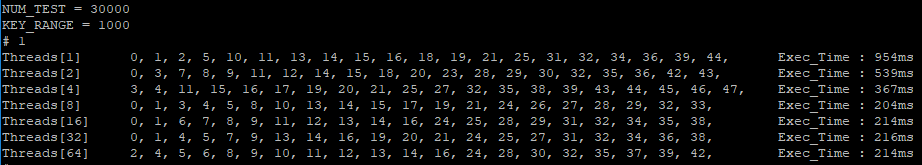 NUM_TEST = 30000
KEY_RANGE = 1000
# 1
Threads[1] 0, 1, 2, 5, 10, 11, 13, 14, 15, 16, 18, 19, 21, 25, 31, 32, 34, 36, 39, 44, Exec_Time : 954ms
Threads[2] 0, 3, 7, 8, 9, 11, 12, 14, 15, 18, 20, 23, 28, 29, 30, 32, 35, 36, 42, 43, Exec_Time : 539ms
Threads[4] 3, 4, 11, 15, 16, 17, 19, 20, 21, 25, 27, 32, 35, 38, 39, 43, 44, 45, 46, 47, Exec_Time : 367ms
Threads[8] 0, 1, 3, 4, 5, 8, 10, 13, 14, 15, 17, 19, 21, 24, 26, 27, 28, 29, 32, 33, Exec_Time : 204ms
Threads[16] 0, 1, 6, 7, 8, 9, 11, 12, 13, 14, 16, 24, 25, 28, 29, 31, 32, 34, 35, 38, Exec_Time : 214ms
Threads[32] 0, 1, 4, 5, 7, 9, 13, 14, 16, 19, 20, 21, 24, 25, 27, 31, 32, 34, 36, 38, Exec_Time : 216ms
Threads[64] 2, 4, 5, 6, 8, 9, 10, 11, 12, 13, 14, 16, 24, 28, 30, 32, 35, 37, 39, 42, Exec_Time : 214ms